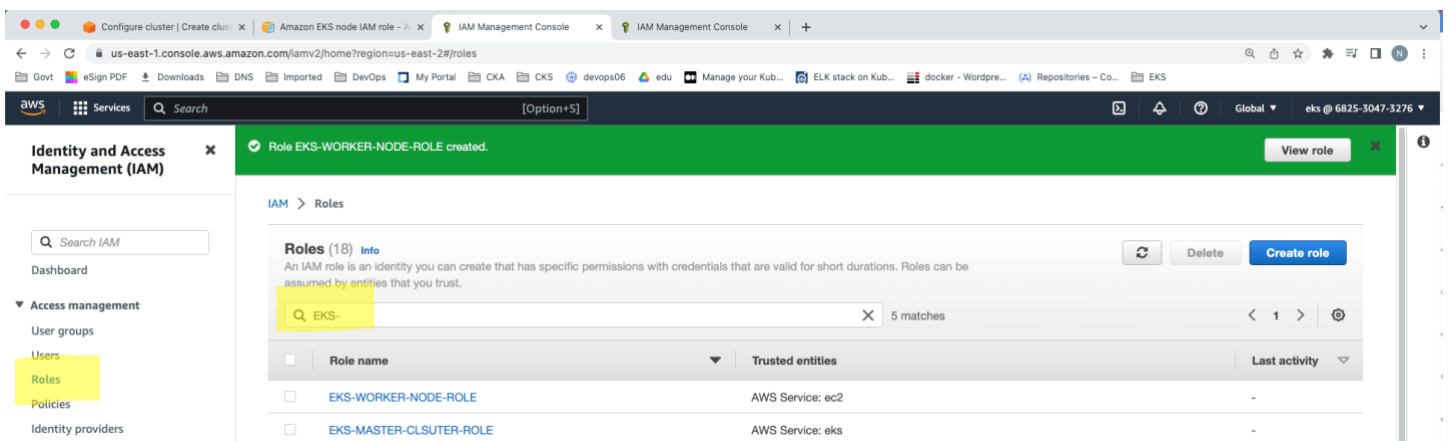 Configure cluster | Create clust
Amazon EKS node IAM role - A
IAM Management Console
IAM Management Console
us-east-1.console.aws.amazon.com/iamv2/home?region=us-east-2#/roles
N
Govt
eSign PDF
Downloads
DNS
Imported
DevOps
My Portal
CKA
CKS
devops06
edu
Manage your Kub...
ELK stack on Kub...
docker - Wordpre...
Repositories – Co...
EKS
aws
Services
Search
[Option+S]
Global
eks @ 6825-3047-3276
Identity and Access
Management (IAM)
Search IAM
Dashboard
Access management
User groups
Users
Roles
Policies
Identity providers
Role EKS-WORKER-NODE-ROLE created.
View role
IAM > Roles
Roles (18) Info
An IAM role is an identity you can create that has specific permissions with credentials that are valid for short durations. Roles can be
assumed by entities that you trust.
Delete
Create role
EKS-
5 matches
1
Role name
Trusted entities
Last activity
EKS-WORKER-NODE-ROLE
AWS Service: ec2
-
EKS-MASTER-CLSUTER-ROLE
AWS Service: eks
-